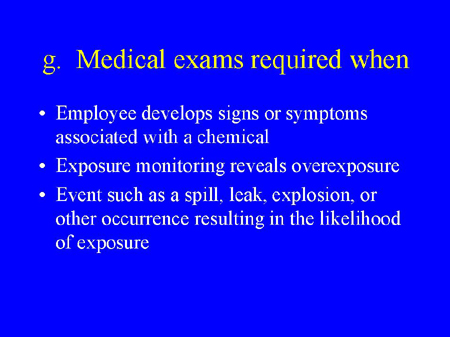 g.  Medical exams required when
• Employee develops signs or symptoms
associated with a chemical
• Exposure monitoring reveals overexposure
• Event such as a spill, leak, explosion, or
other occurrence resulting in the likelihood
of exposure